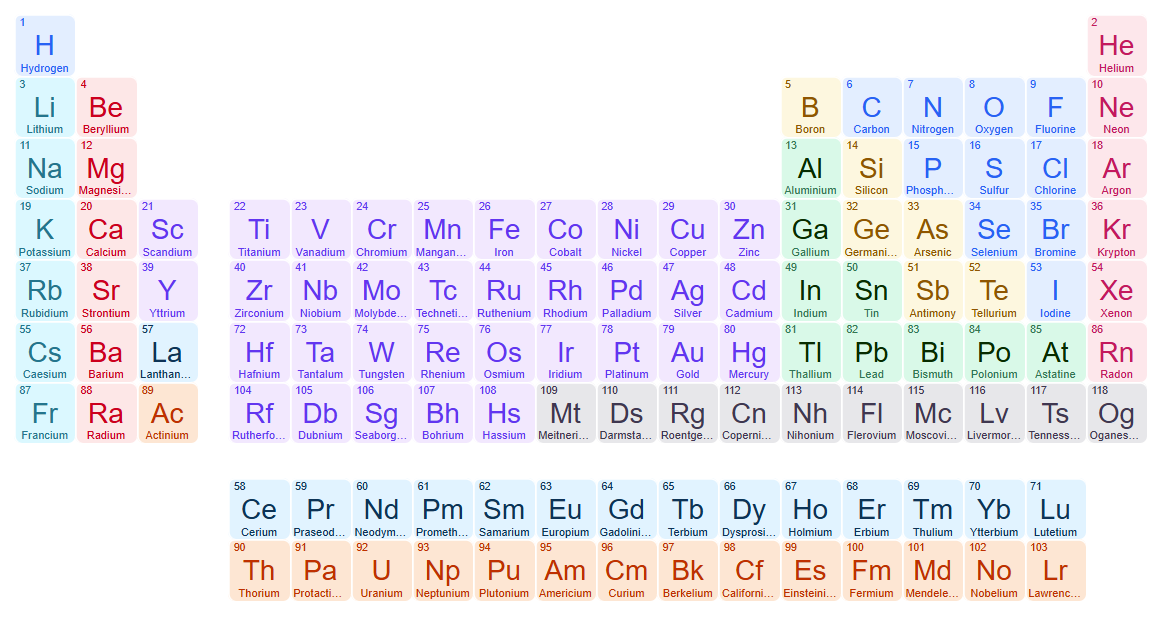 1 2
H He
Hydrogen Helium
3 4 5 6 7 8 9 10
Li Be B C N O F Ne
Lithium Beryllium Boron Carbon Nitrogen Oxygen Fluorine Neon
11 12 13 14 15 16 17 18
Na Mg Al Si P S Cl Ar
Sodium Magnesi... Aluminium Silicon Phosph... Sulfur Chlorine Argon
19 20 21 22 23 24 25 26 27 28 29 30 31 32 33 34 35 36
K Ca Sc Ti V Cr Mn Fe Co Ni Cu Zn Ga Ge As Se Br Kr
Potassium Calcium Scandium Titanium Vanadium Chromium Mangan... Iron Cobalt Nickel Copper Zinc Gallium Germani... Arsenic Selenium Bromine Krypton
37 38 39 40 41 42 43 44 45 46 47 48 49 50 51 52 53 54
Rb Sr Y Zr Nb Mo Tc Ru Rh Pd Ag Cd In Sn Sb Te I Xe
Rubidium Strontium Yttrium Zirconium Niobium Molybde... Techneti... Ruthenium Rhodium Palladium Silver Cadmium Indium Tin Antimony Tellurium Iodine Xenon
55 56 57 72 73 74 75 76 77 78 79 80 81 82 83 84 85 86
Cs Ba La Hf Ta W Re Os Ir Pt Au Hg Tl Pb Bi Po At Rn
Caesium Barium Lanthan... Hafnium Tantalum Tungsten Rhenium Osmium Iridium Platinum Gold Mercury Thallium Lead Bismuth Polonium Astatine Radon
87 88 89 104 105 106 107 108 109 110 111 112 113 114 115 116 117 118
Fr Ra Ac Rf Db Sg Bh Hs Mt Ds Rg Cn Nh Fl Mc Lv Ts Og
Francium Radium Actinium Rutherfo... Dubnium Seaborg... Bohrium Hassium Meitneri... Darmsta... Roentge... Coperni... Nihonium Flerovium Moscovi... Livermor... Tenness... Oganes...
58 59 60 61 62 63 64 65 66 67 68 69 70 71
Ce Pr Nd Pm Sm Eu Gd Tb Dy Ho Er Tm Yb Lu
Cerium Praseod... Neodym... Prometh... Samarium Europium Gadolini... Terbium Dysprosi... Holmium Erbium Thulium Ytterbium Lutetium
90 91 92 93 94 95 96 97 98 99 100 101 102 103
Th Pa U Np Pu Am Cm Bk Cf Es Fm Md No Lr
Thorium Protacti... Uranium Neptunium Plutonium Americium Curium Berkelium Californi... Einsteini... Fermium Mendele... Nobelium Lawrenc...